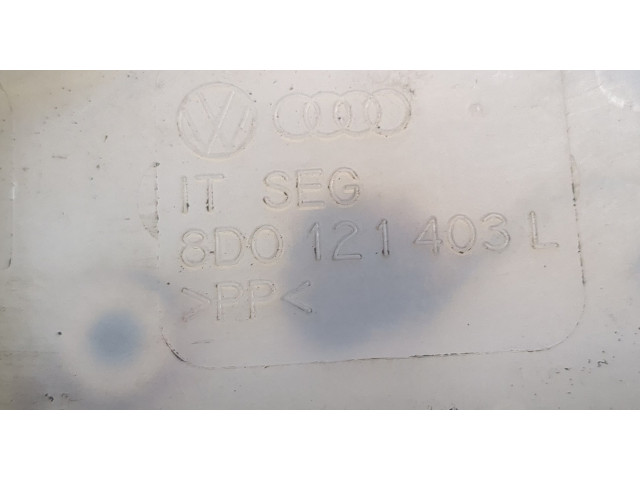 IT SEG
8D0 121 403 L
>PP<